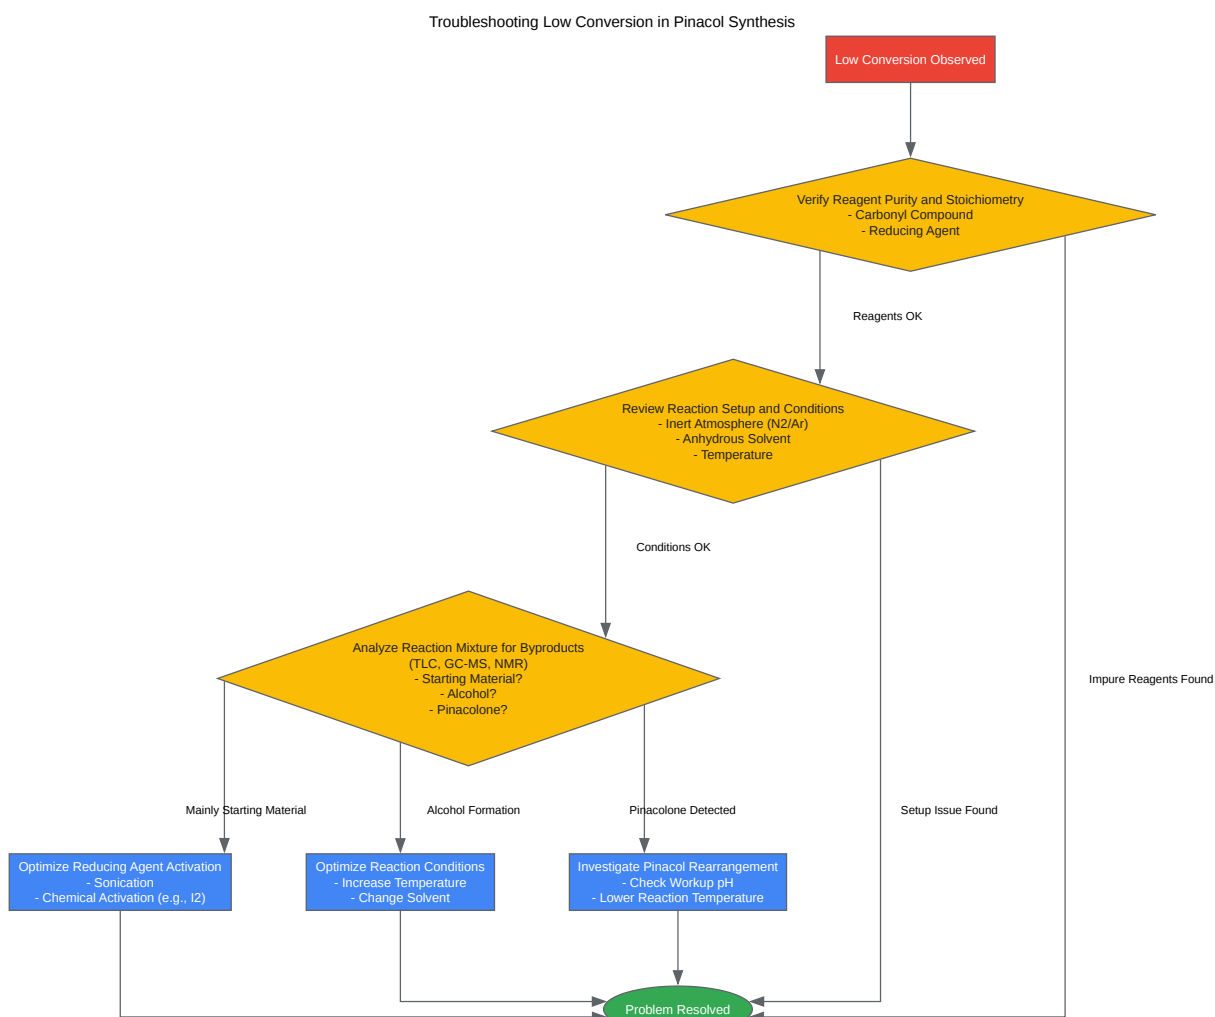 Troubleshooting Low Conversion in Pinacol Synthesis
Low Conversion Observed
Verify Reagent Purity and Stoichiometry
- Carbonyl Compound
- Reducing Agent
Reagents OK
Review Reaction Setup and Conditions
- Inert Atmosphere (N2/Ar)
- Anhydrous Solvent
- Temperature
Conditions OK
Analyze Reaction Mixture for Byproducts
(TLC, GC-MS, NMR)
- Starting Material?
- Alcohol?
- Pinacolone?
Impure Reagents Found
Mainly Starting Material
Alcohol Formation
Pinacolone Detected
Setup Issue Found
Optimize Reducing Agent Activation
- Sonication
- Chemical Activation (e.g., I2)
Optimize Reaction Conditions
- Increase Temperature
- Change Solvent
Investigate Pinacol Rearrangement
- Check Workup pH
- Lower Reaction Temperature
Problem Resolved